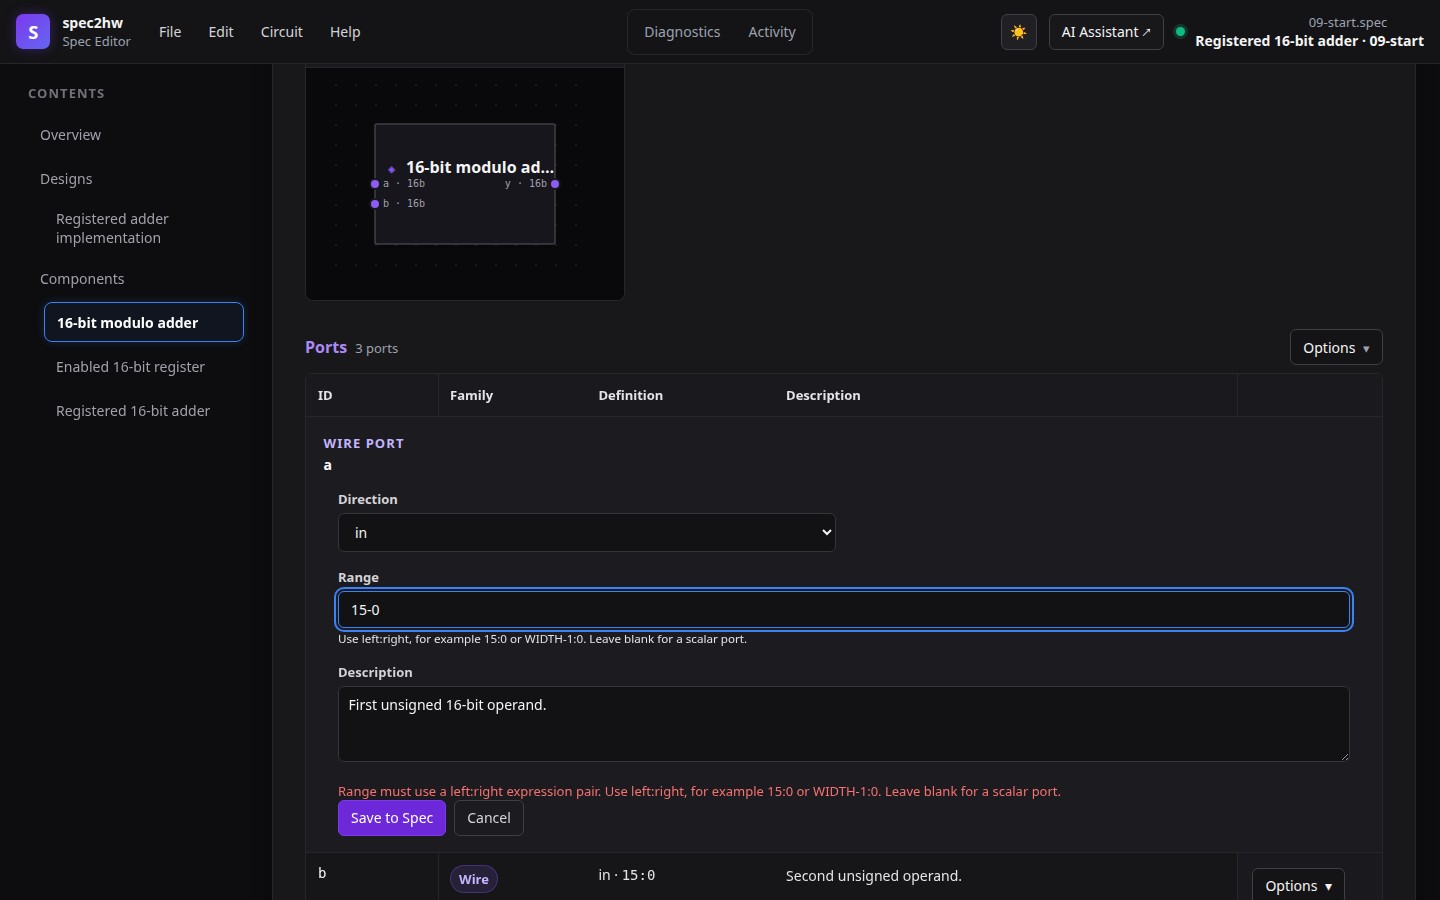 S
spec2hw
Spec Editor
File
Edit
Circuit
Help
Diagnostics
Activity
AI Assistant ↗
09-start.spec
Registered 16-bit adder · 09-start
CONTENTS
Overview
Designs
Registered adder
implementation
Components
16-bit modulo adder
Enabled 16-bit register
Registered 16-bit adder
◈ 16-bit modulo ad...
a · 16b
y · 16b
b · 16b
Ports 3 ports
Options ▾
ID
Family
Definition
Description
WIRE PORT
a
Direction
in
Range
15-0
Use left:right, for example 15:0 or WIDTH-1:0. Leave blank for a scalar port.
Description
First unsigned 16-bit operand.
Range must use a left:right expression pair. Use left:right, for example 15:0 or WIDTH-1:0. Leave blank for a scalar port.
Save to Spec
Cancel
b
Wire
in · 15:0
Second unsigned operand.
Options ▾